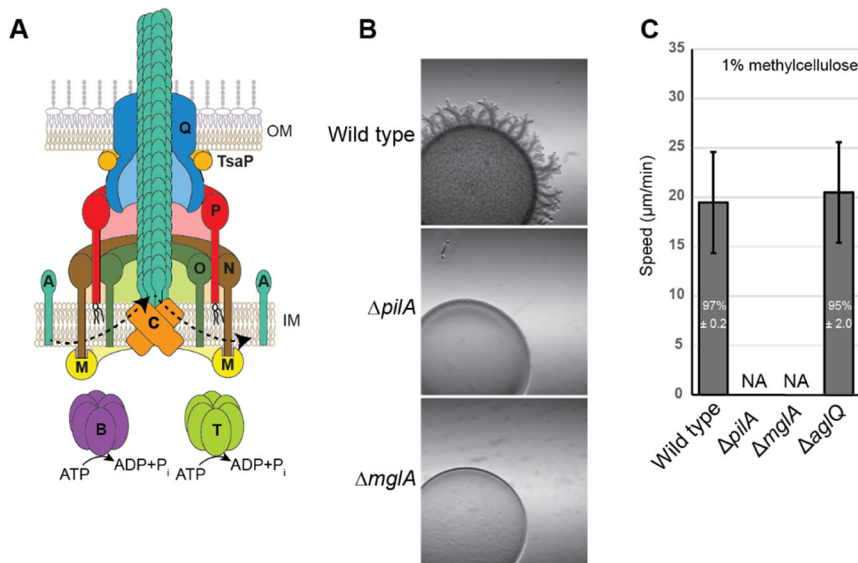 A
Q
OM
TsaP
P
A
O
N
A
C
IM
M
M
B
T
ATP
ADP+Pi
ATP
ADP+Pi
B
Wild type
ΔpilA
ΔmglA
C
1% methylcellulose
Speed (µm/min)
35
30
25
20
15
10
5
0
97%
± 0.2
NA
NA
95%
± 2.0
Wild type
ΔpilA
ΔmglA
ΔaglQ